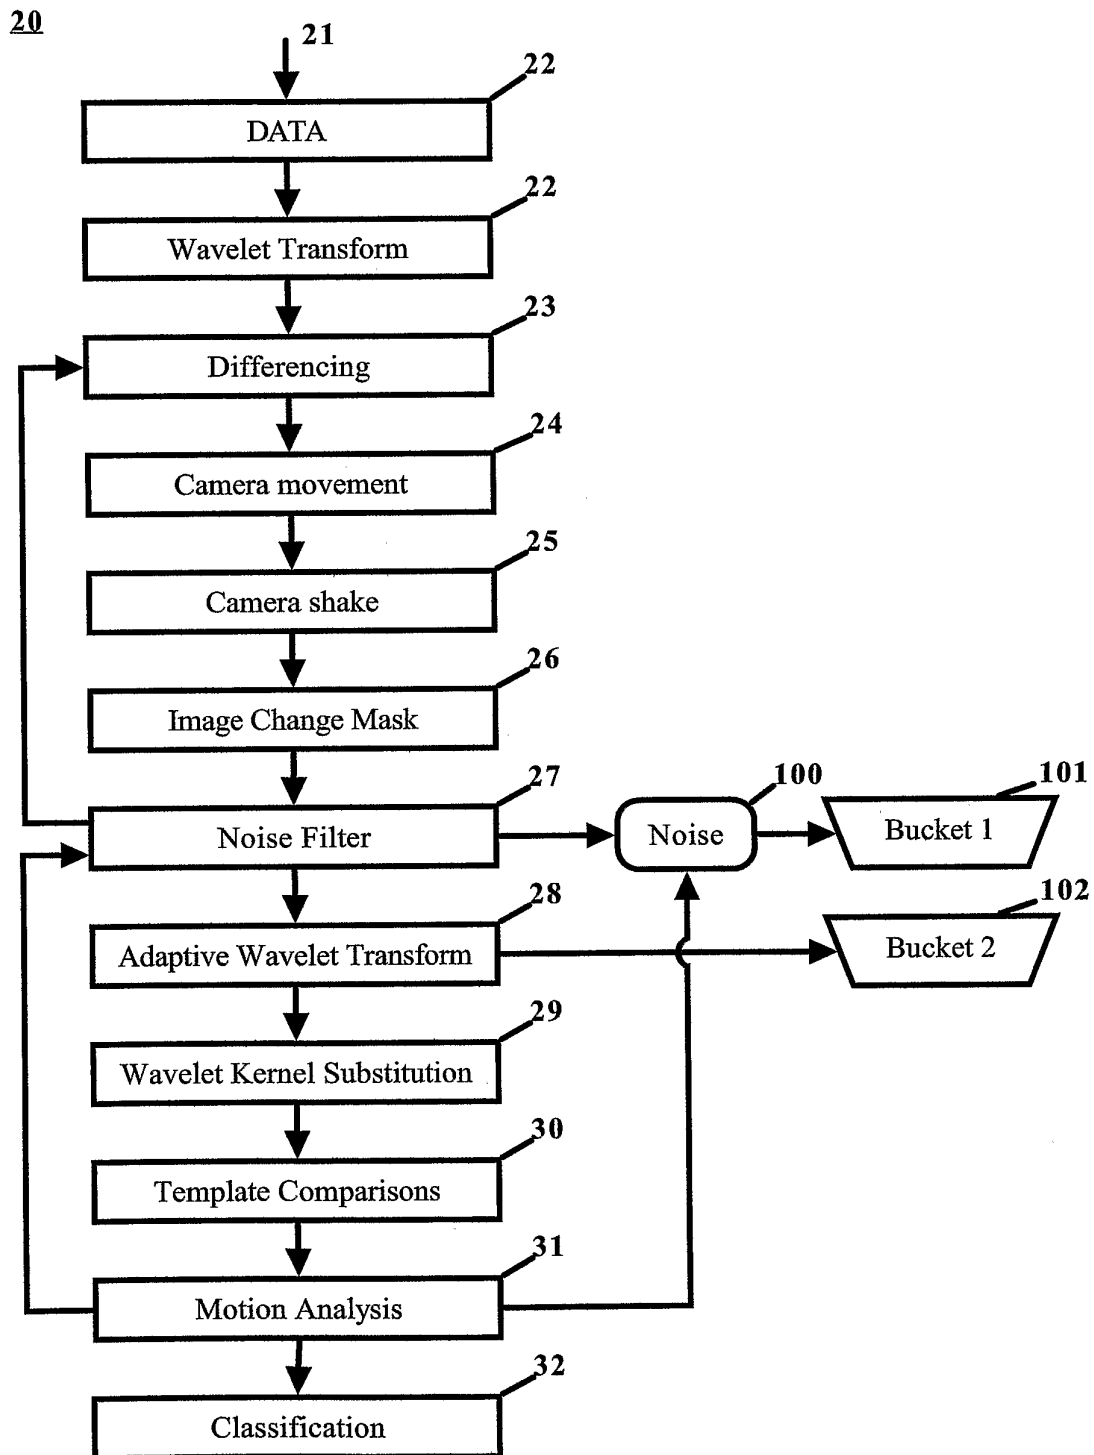 20
21
22
DATA
22
Wavelet Transform
23
Differencing
24
Camera movement
25
Camera shake
26
Image Change Mask
27
Noise Filter
100
Noise
101
Bucket 1
28
Adaptive Wavelet Transform
102
Bucket 2
29
Wavelet Kernel Substitution
30
Template Comparisons
31
Motion Analysis
32
Classification